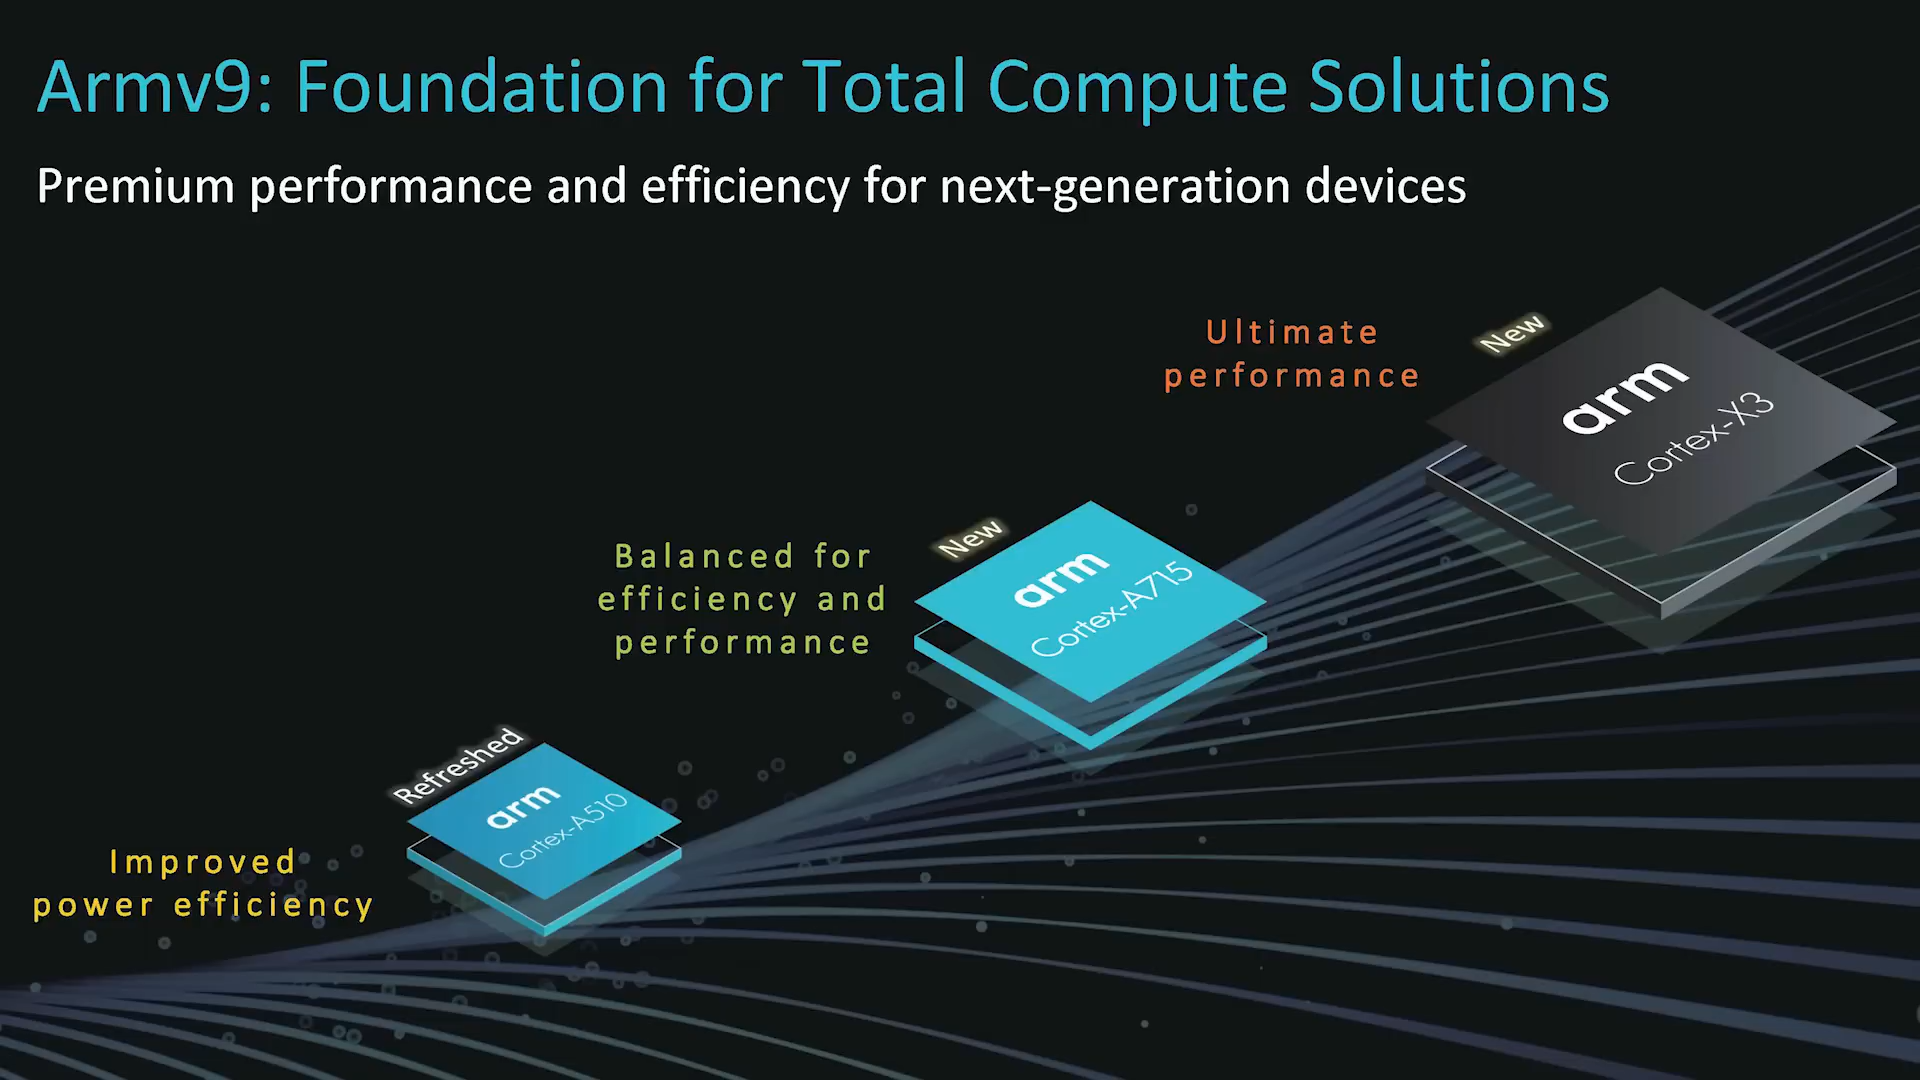 Armv9: Foundation for Total Compute Solutions
Premium performance and efficiency for next-generation devices
Ultimate
performance
New
arm
Cortex-X3
Balanced for
efficiency and
performance
New
arm
Cortex-A715
Refreshed
arm
Cortex-A510
Improved
power efficiency